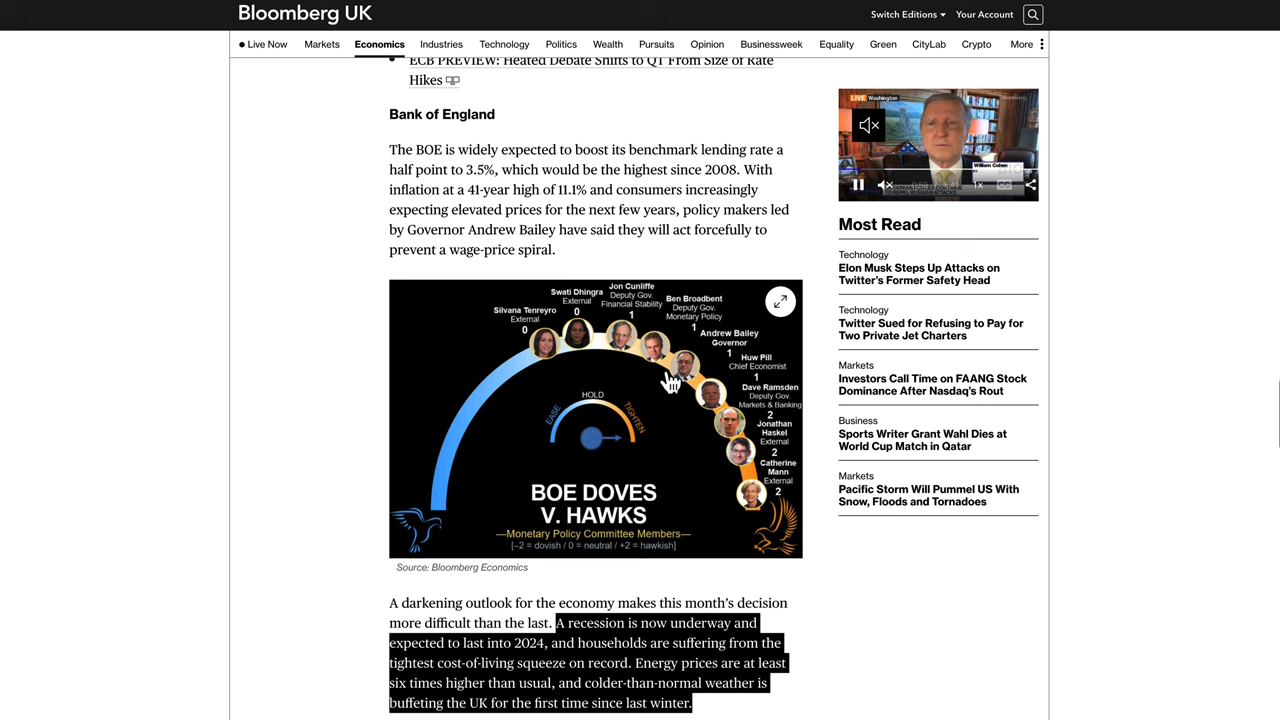 Bloomberg UK
Switch Editions
Your Account
Live Now
Markets
Economics
Industries
Technology
Politics
Wealth
Pursuits
Opinion
Businessweek
Equality
Green
CityLab
Crypto
More
ECB PREVIEW: Heated Debate Shifts to QT From Size of Rate
Hikes
Bank of England
The BOE is widely expected to boost its benchmark lending rate a
half point to 3.5%, which would be the highest since 2008. With
inflation at a 41-year high of 11.1% and consumers increasingly
expecting elevated prices for the next few years, policy makers led
by Governor Andrew Bailey have said they will act forcefully to
prevent a wage-price spiral.
Silvana Tenreyro
External
0
Swati Dhingra
External
0
Jon Cunliffe
Deputy Gov.
Financial Stability
1
Ben Broadbent
Deputy Gov.
Monetary Policy
1
Andrew Bailey
Governor
1
Huw Pill
Chief Economist
1
Dave Ramsden
Deputy Gov.
Markets & Banking
2
Jonathan
Haskel
External
2
Catherine
Mann
External
2
EASE
HOLD
TIGHTEN
BOE DOVES
V. HAWKS
—Monetary Policy Committee Members—
[–2 = dovish / 0 = neutral / +2 = hawkish]
Source: Bloomberg Economics
A darkening outlook for the economy makes this month's decision
more difficult than the last. A recession is now underway and
expected to last into 2024, and households are suffering from the
tightest cost-of-living squeeze on record. Energy prices are at least
six times higher than usual, and colder-than-normal weather is
buffeting the UK for the first time since last winter.
LIVE Washington
Bloomberg
William Cohen
1X
Most Read
Technology
Elon Musk Steps Up Attacks on
Twitter's Former Safety Head
Technology
Twitter Sued for Refusing to Pay for
Two Private Jet Charters
Markets
Investors Call Time on FAANG Stock
Dominance After Nasdaq's Rout
Business
Sports Writer Grant Wahl Dies at
World Cup Match in Qatar
Markets
Pacific Storm Will Pummel US With
Snow, Floods and Tornadoes